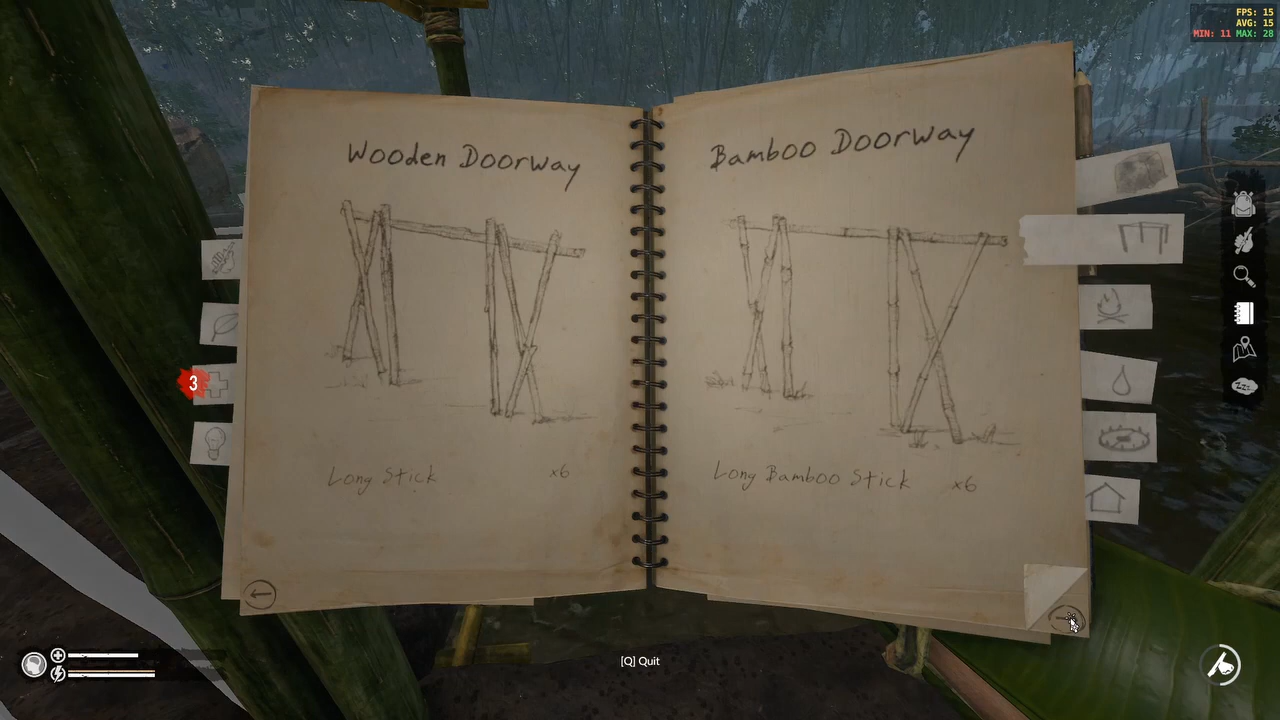 FPS: 15
AVG: 15
MIN: 11 MAX: 28
Wooden Doorway
Long Stick x6
Bamboo Doorway
Long Bamboo Stick x6
3
Zzz
[Q] Quit